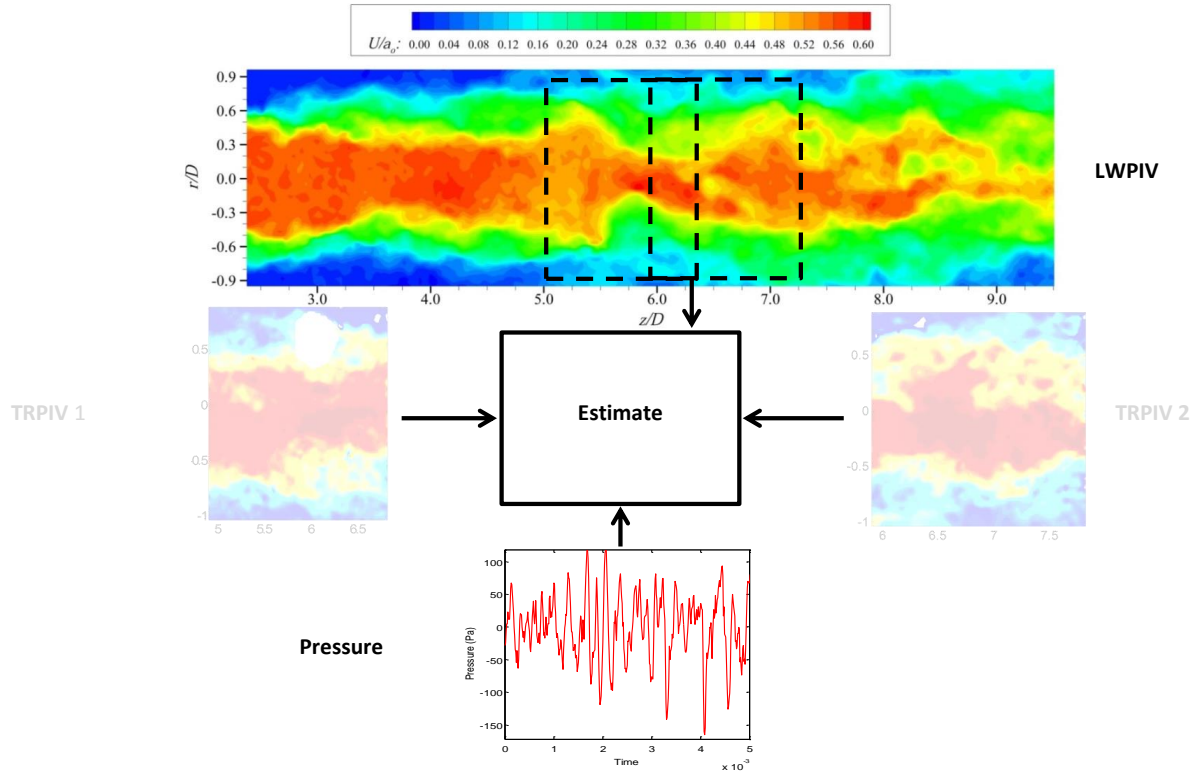 U/aₒ: 0.00 0.04 0.08 0.12 0.16 0.20 0.24 0.28 0.32 0.36 0.40 0.44 0.48 0.52 0.56 0.60
0.9
0.6
0.3
0.0
-0.3
-0.6
-0.9
r/D
LWPIV
3.0 4.0 5.0 6.0 7.0 8.0 9.0
z/D
0.5
0
-0.5
-1
5 5.5 6 6.5
TRPIV 1
Estimate
0.5
0
-0.5
-1
6 6.5 7 7.5
TRPIV 2
Pressure
100
50
0
-50
-100
-150
Pressure (Pa)
0 1 2 3 4 5
Time
x 10⁻³